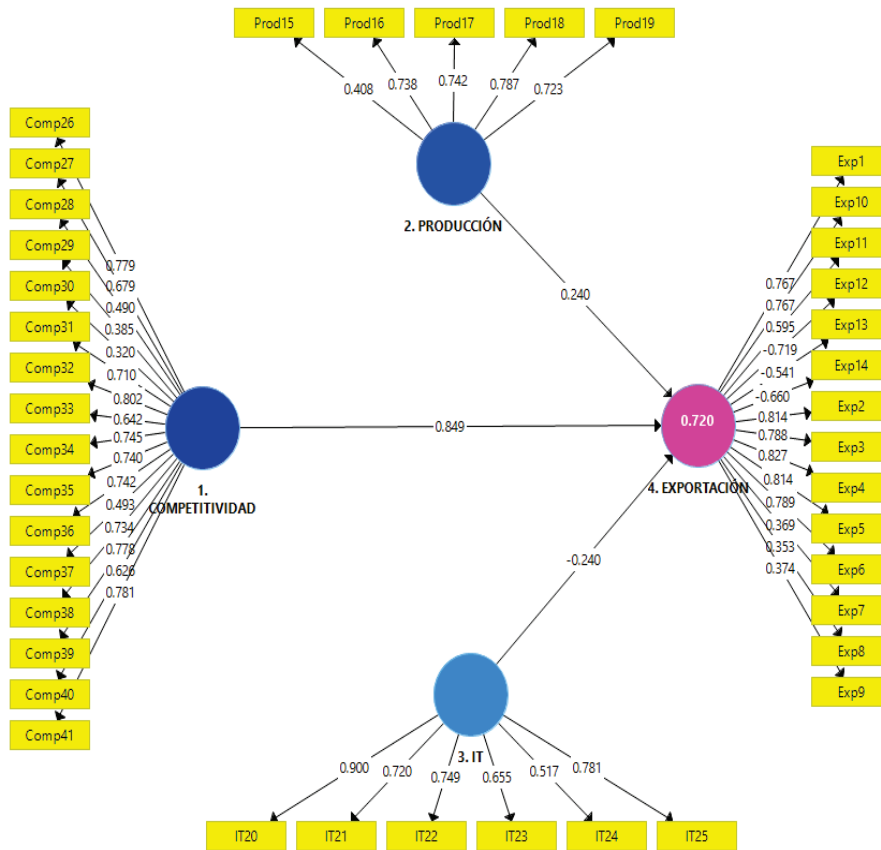 Prod15
Prod16
Prod17
Prod18
Prod19
0.408
0.738
0.742
0.787
0.723
2. PRODUCCIÓN
Comp26
Comp27
Comp28
Comp29
Comp30
Comp31
Comp32
Comp33
Comp34
Comp35
Comp36
Comp37
Comp38
Comp39
Comp40
Comp41
0.779
0.679
0.490
0.385
0.320
0.710
0.802
0.642
0.745
0.740
0.742
0.493
0.734
0.778
0.626
0.781
1.
COMPETITIVIDAD
0.240
0.849
-0.240
0.720
4. EXPORTACIÓN
0.767
0.767
0.595
-0.719
-0.541
-0.660
0.814
0.788
0.827
0.814
0.789
0.369
0.353
0.374
Exp1
Exp10
Exp11
Exp12
Exp13
Exp14
Exp2
Exp3
Exp4
Exp5
Exp6
Exp7
Exp8
Exp9
3. IT
0.900
0.720
0.749
0.655
0.517
0.781
IT20
IT21
IT22
IT23
IT24
IT25